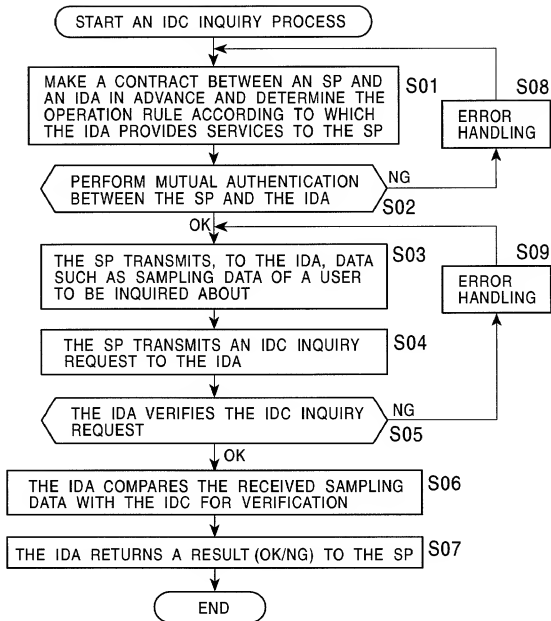 START AN IDC INQUIRY PROCESS
MAKE A CONTRACT BETWEEN AN SP AND
AN IDA IN ADVANCE AND DETERMINE THE
OPERATION RULE ACCORDING TO WHICH
THE IDA PROVIDES SERVICES TO THE SP
S01
S08
ERROR
HANDLING
PERFORM MUTUAL AUTHENTICATION
BETWEEN THE SP AND THE IDA
NG
S02
OK
THE SP TRANSMITS, TO THE IDA, DATA
SUCH AS SAMPLING DATA OF A USER
TO BE INQUIRED ABOUT
S03
S09
ERROR
HANDLING
THE SP TRANSMITS AN IDC INQUIRY
REQUEST TO THE IDA
S04
THE IDA VERIFIES THE IDC INQUIRY
REQUEST
NG
S05
OK
THE IDA COMPARES THE RECEIVED SAMPLING
DATA WITH THE IDC FOR VERIFICATION
S06
THE IDA RETURNS A RESULT (OK/NG) TO THE SP
S07
END